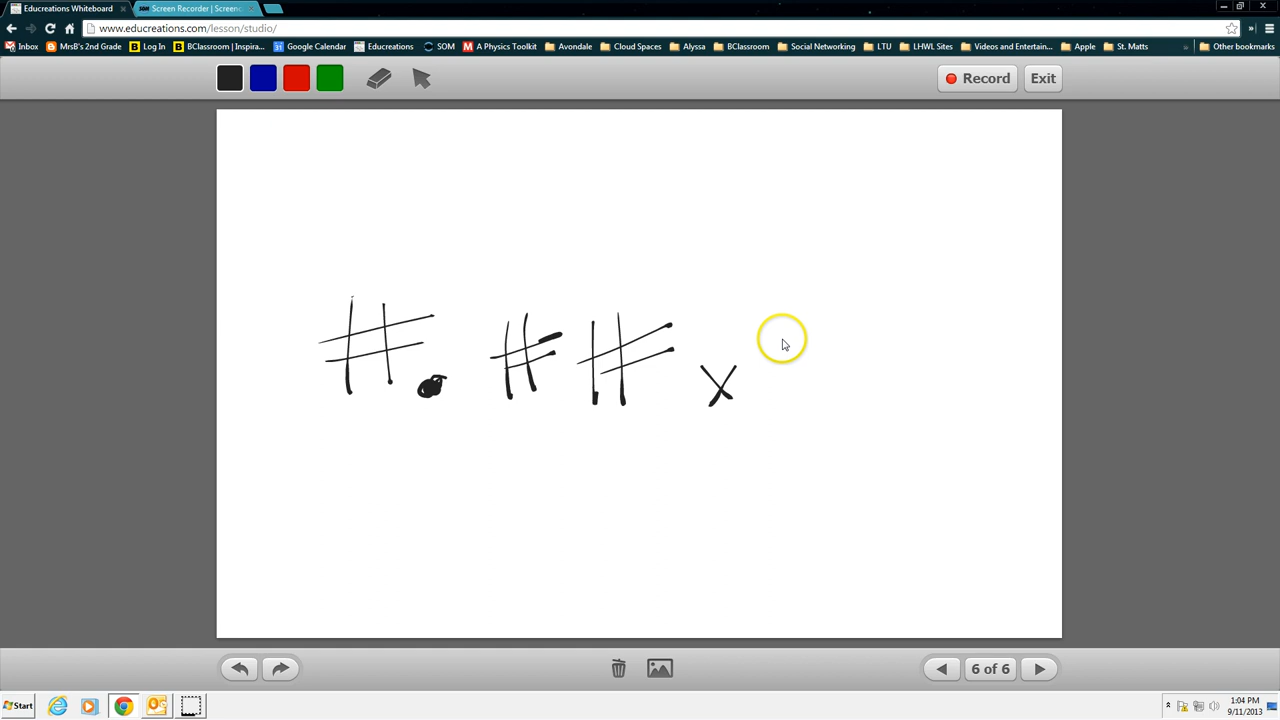 Educreations Whiteboard
Screen Recorder | Screenc
www.educreations.com/lesson/studio/
Inbox MrsB's 2nd Grade Log In BClassroom | Inspira... Google Calendar Educreations SOM A Physics Toolkit Avondale Cloud Spaces Alyssa BClassroom Social Networking LTU LHWL Sites Videos and Entertain... Apple St. Matts » Other bookmarks
Record Exit
#. # # x
6 of 6
Start
1:04 PM
9/11/2013